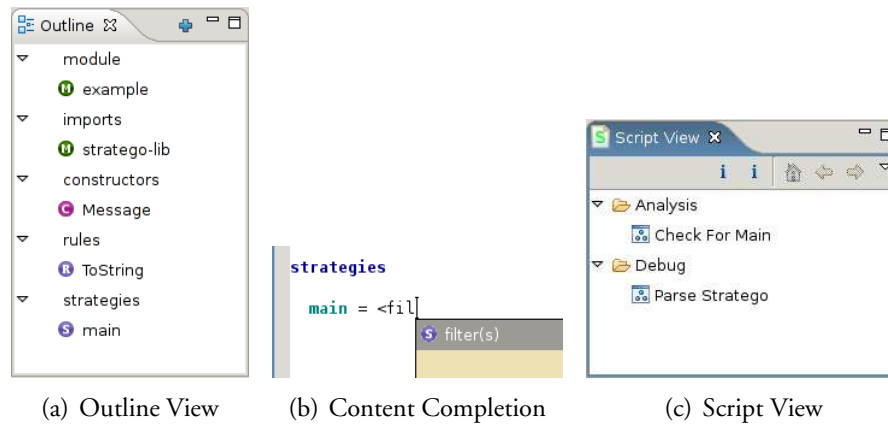 Outline
module
example
imports
stratego-lib
constructors
Message
rules
ToString
strategies
main
strategies
main = <fil
filter(s)
Script View
Analysis
Check For Main
Debug
Parse Stratego
(a) Outline View
(b) Content Completion
(c) Script View